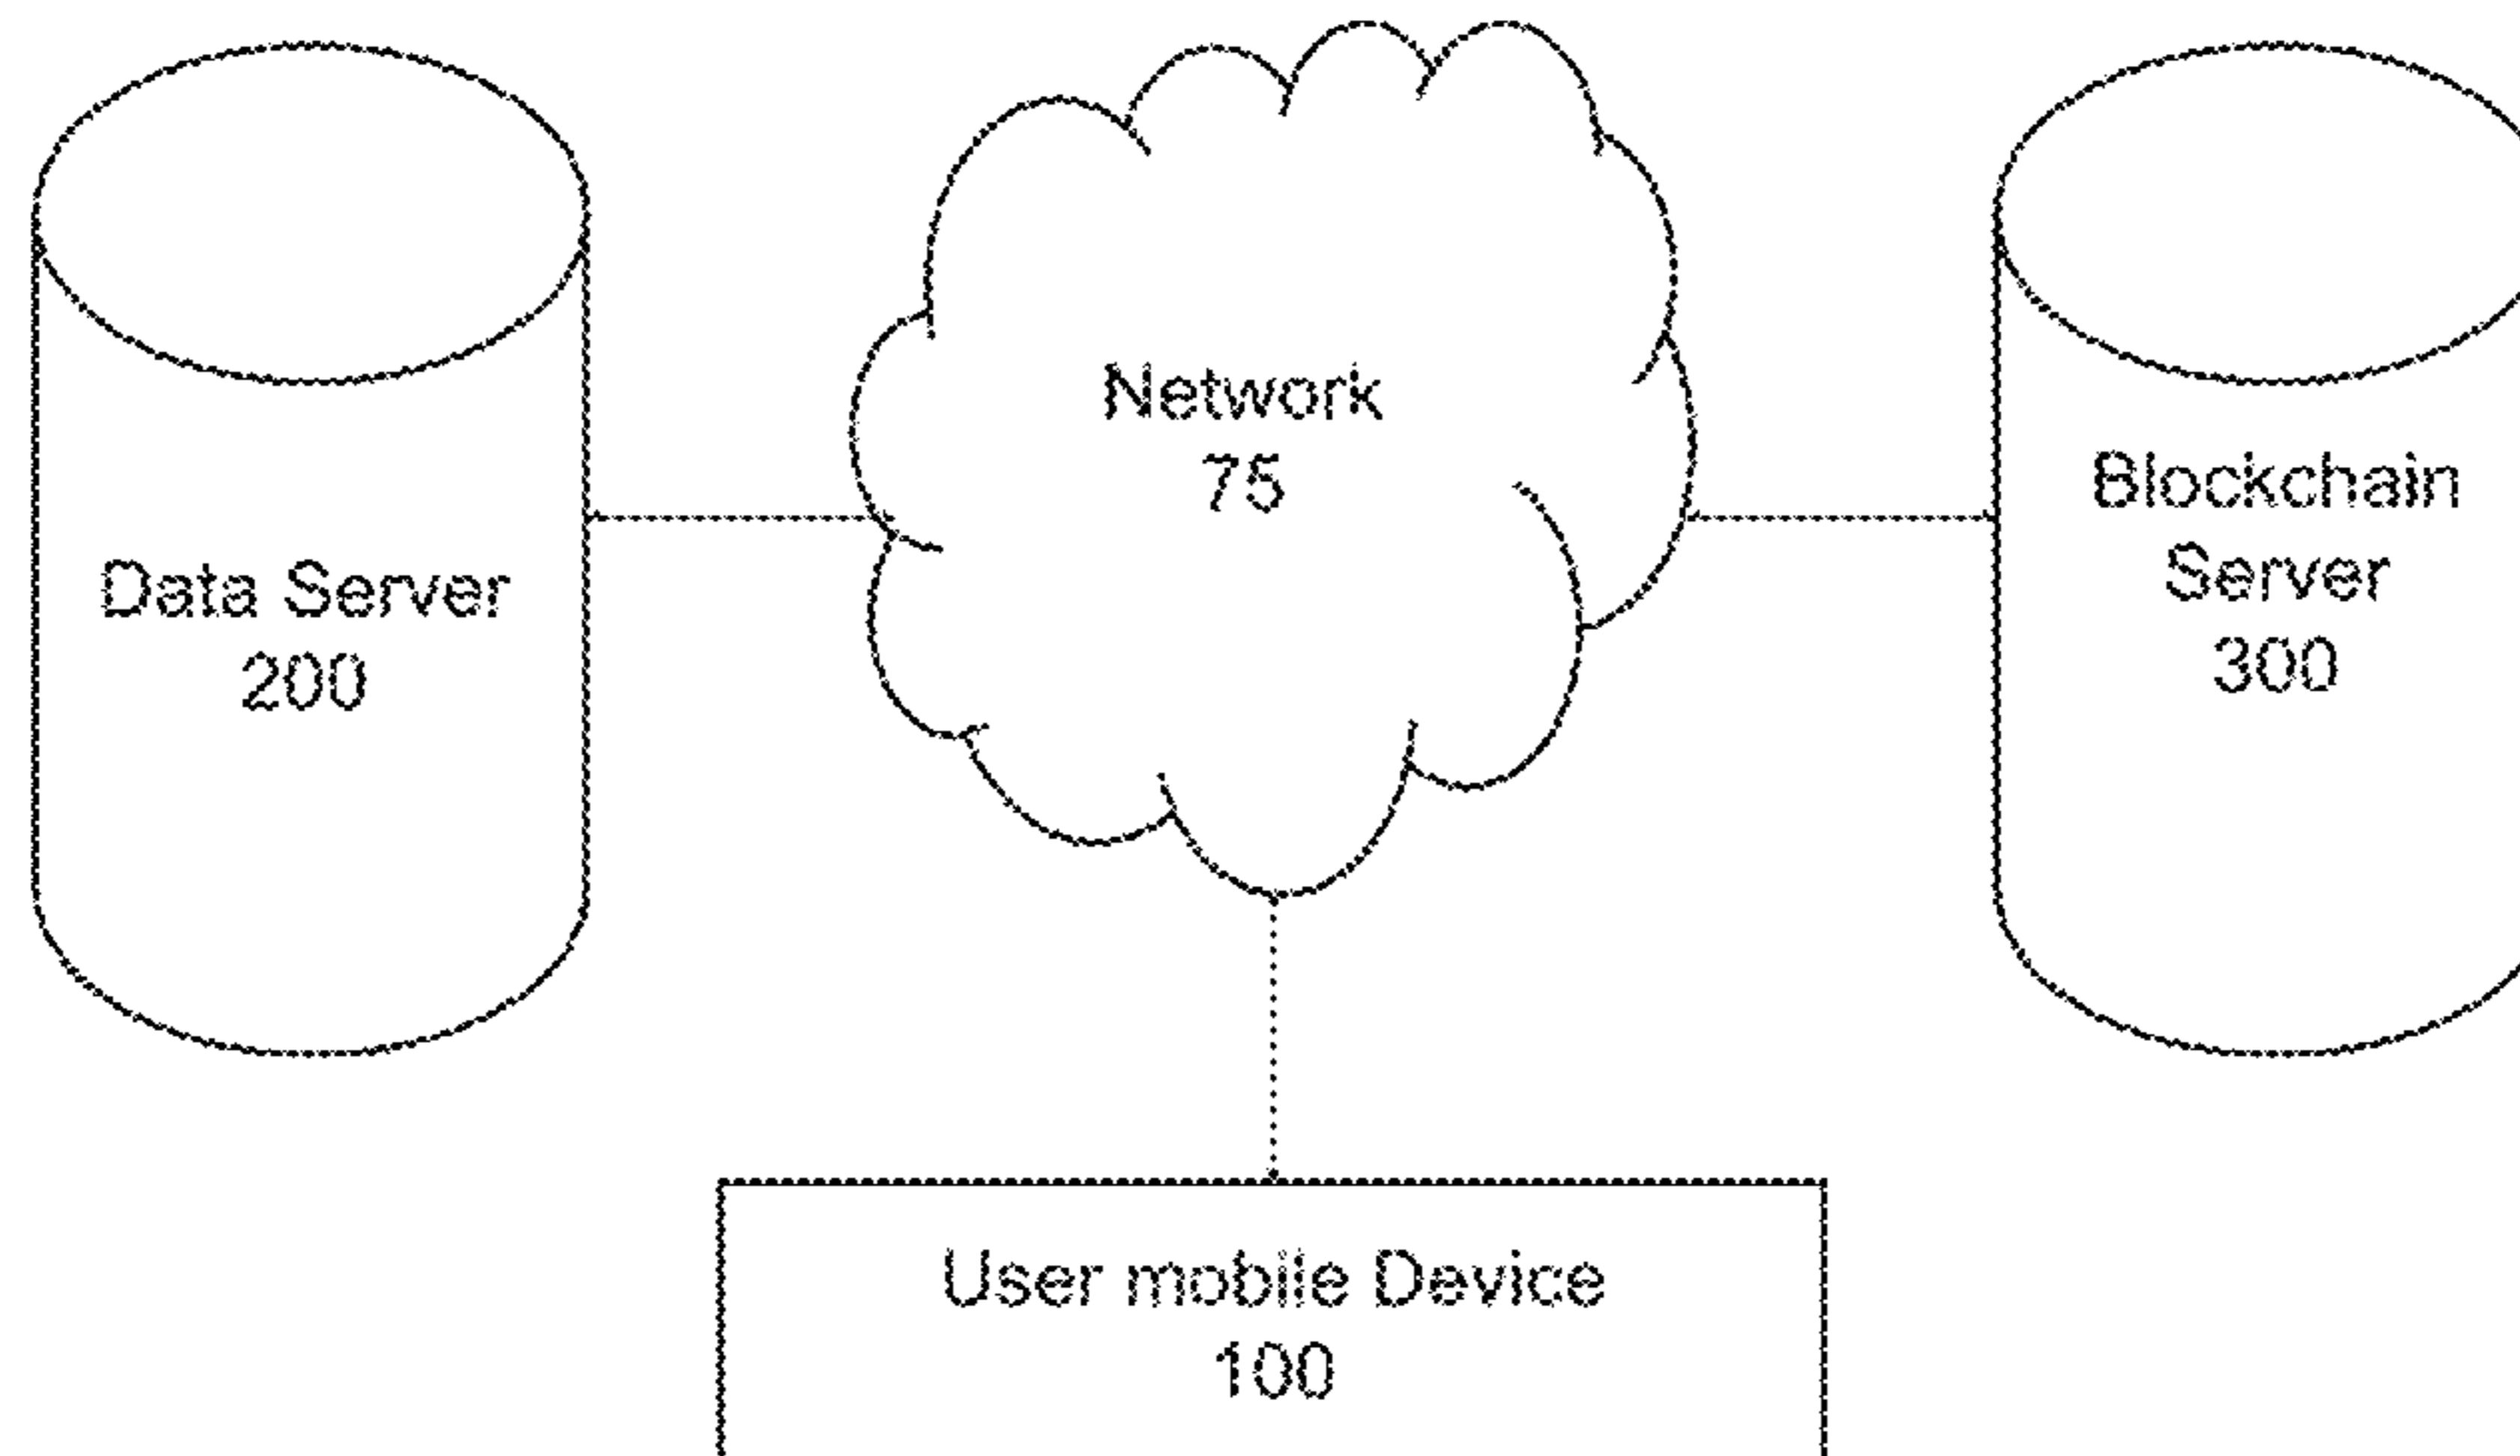 Data Server
200
Network
75
Blockchain
Server
300
User mobile Device
100